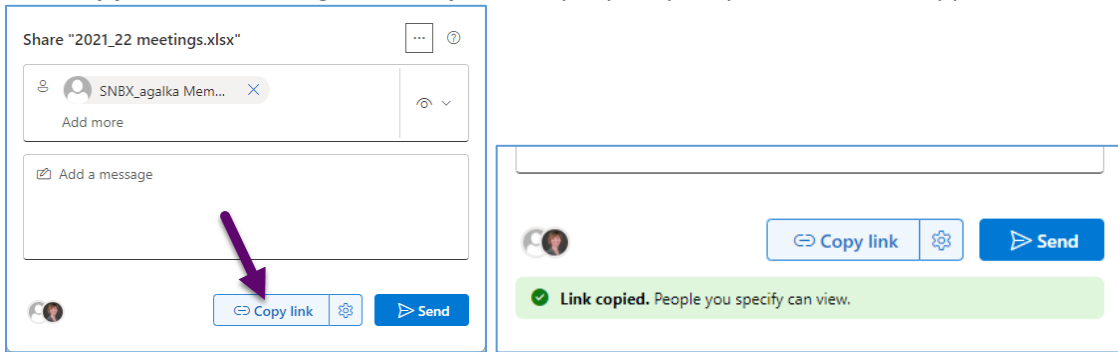 Share "2021_22 meetings.xlsx"
SNBX_agalka Mem...
Add more
Add a message
Copy link
Send
Copy link
Send
Link copied. People you specify can view.